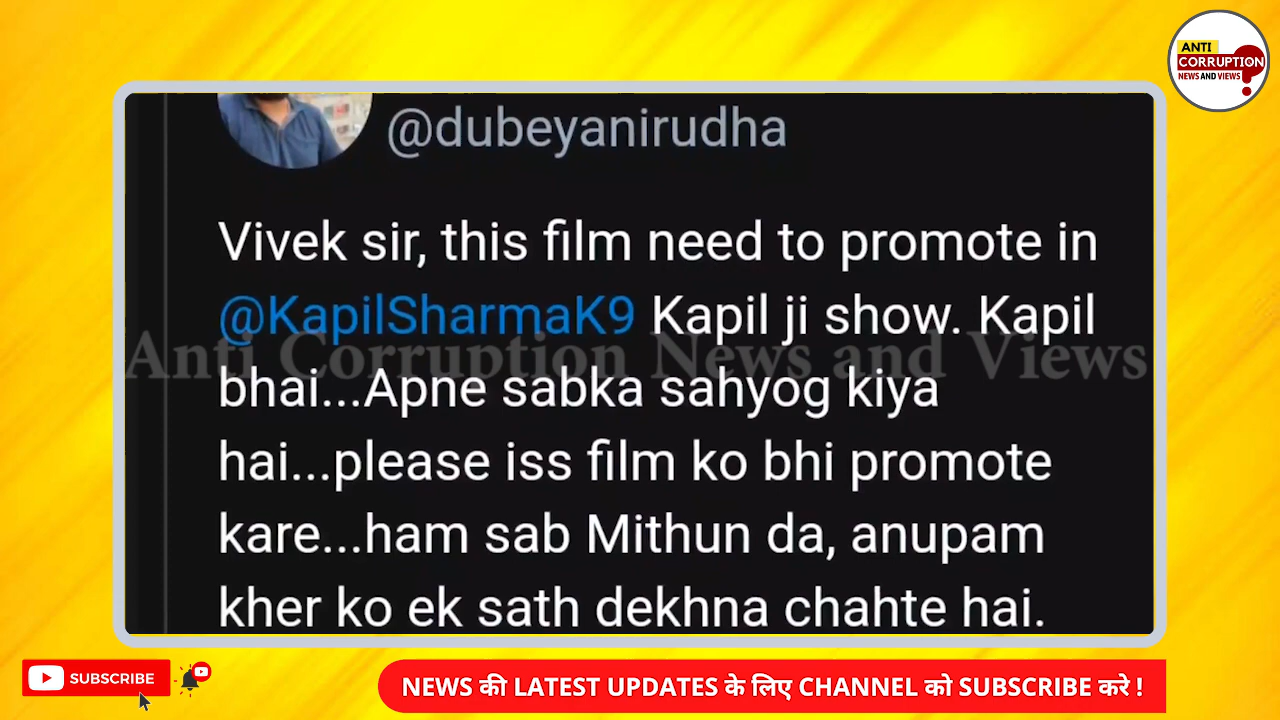 ANTI
CORRUPTION
NEWS AND VIEWS
@dubeyanirudha
Vivek sir, this film need to promote in
@KapilSharmaK9 Kapil ji show. Kapil
Anti Corruption News and Views
bhai...Apne sabka sahyog kiya
hai...please iss film ko bhi promote
kare...ham sab Mithun da, anupam
kher ko ek sath dekhna chahte hai.
SUBSCRIBE
NEWS की LATEST UPDATES के लिए CHANNEL को SUBSCRIBE करे !